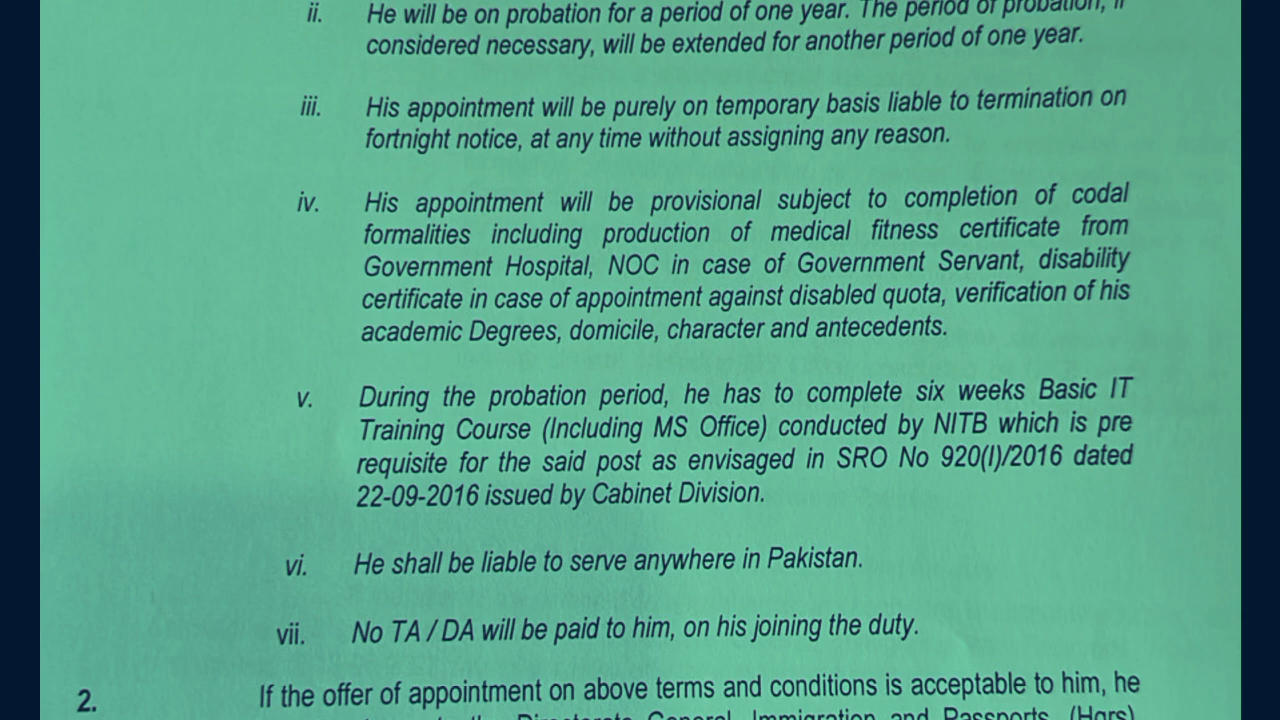 ii. He will be on probation for a period of one year. The period of probation, if
considered necessary, will be extended for another period of one year.
iii. His appointment will be purely on temporary basis liable to termination on
fortnight notice, at any time without assigning any reason.
iv. His appointment will be provisional subject to completion of codal
formalities including production of medical fitness certificate from
Government Hospital, NOC in case of Government Servant, disability
certificate in case of appointment against disabled quota, verification of his
academic Degrees, domicile, character and antecedents.
v. During the probation period, he has to complete six weeks Basic IT
Training Course (Including MS Office) conducted by NITB which is pre
requisite for the said post as envisaged in SRO No 920(I)/2016 dated
22-09-2016 issued by Cabinet Division.
vi. He shall be liable to serve anywhere in Pakistan.
vii. No TA / DA will be paid to him, on his joining the duty.
2. If the offer of appointment on above terms and conditions is acceptable to him, he
the Directorate General, Immigration and Passports, (Hqrs)